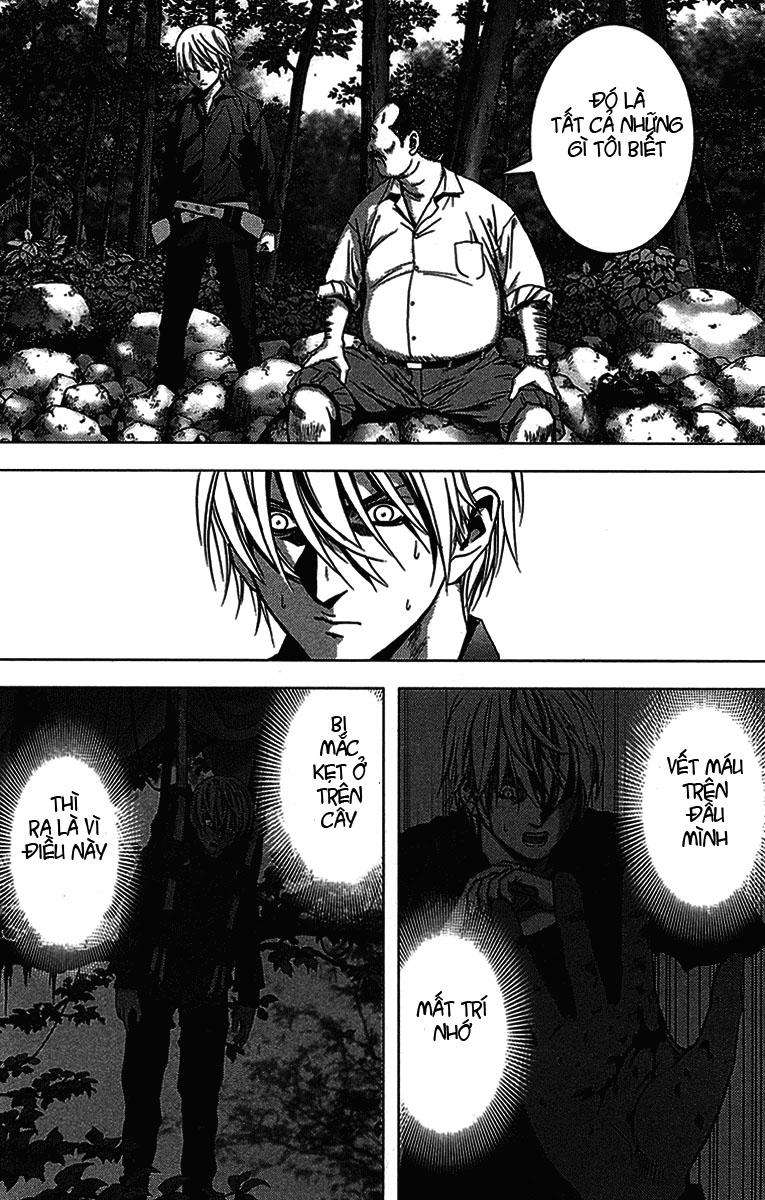 ĐÓ LÀ
TẤT CẢ NHỮNG
GÌ TÔI BIẾT
VẾT MÁU
TRÊN
ĐẦU
MÌNH
MẤT TRÍ
NHỚ
BỊ
MẮC
KẸT Ở
TRÊN
CÂY
THÌ
RA LÀ VÌ
ĐIỀU NÀY